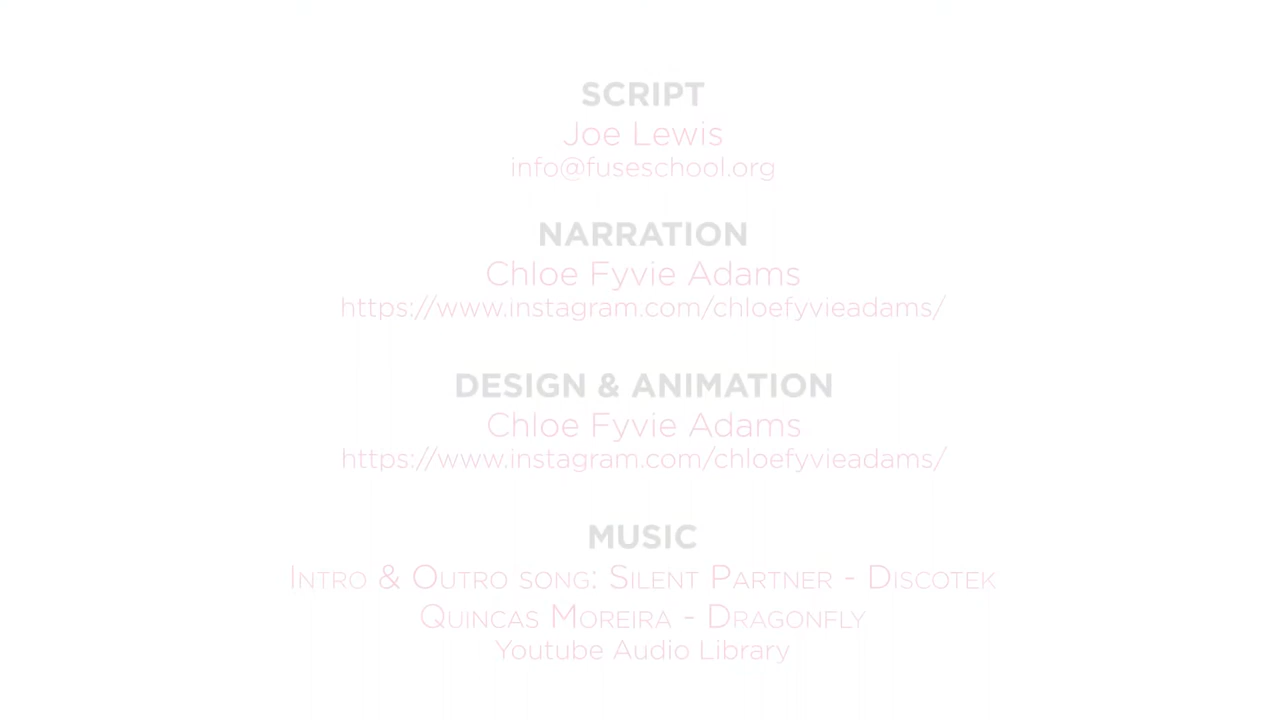 SCRIPT
Joe Lewis
info@fuseschool.org
NARRATION
Chloe Fyvie Adams
https://www.instagram.com/chloefyvieadams/
DESIGN & ANIMATION
Chloe Fyvie Adams
https://www.instagram.com/chloefyvieadams/
MUSIC
Intro & Outro song: Silent Partner - Discotek
Quincas Moreira - Dragonfly
Youtube Audio Library